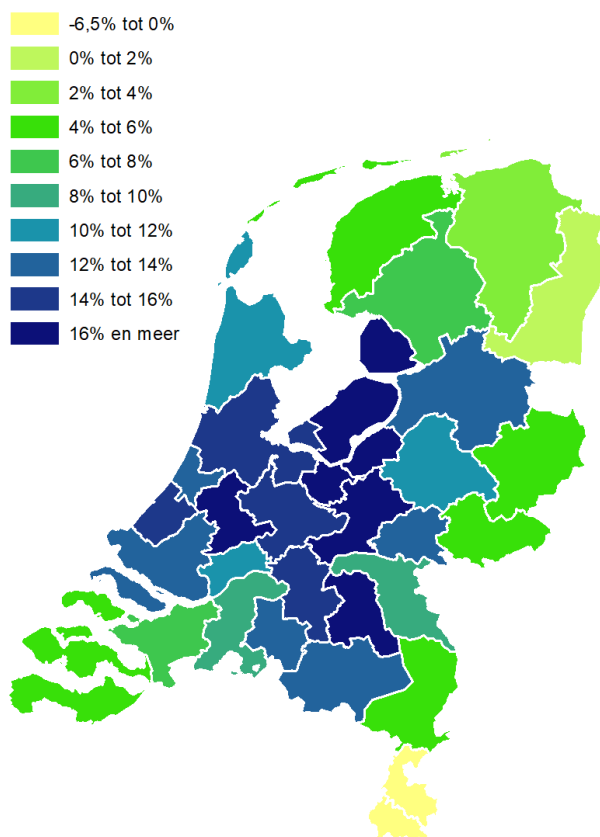 -6,5% tot 0%
0% tot 2%
2% tot 4%
4% tot 6%
6% tot 8%
8% tot 10%
10% tot 12%
12% tot 14%
14% tot 16%
16% en meer